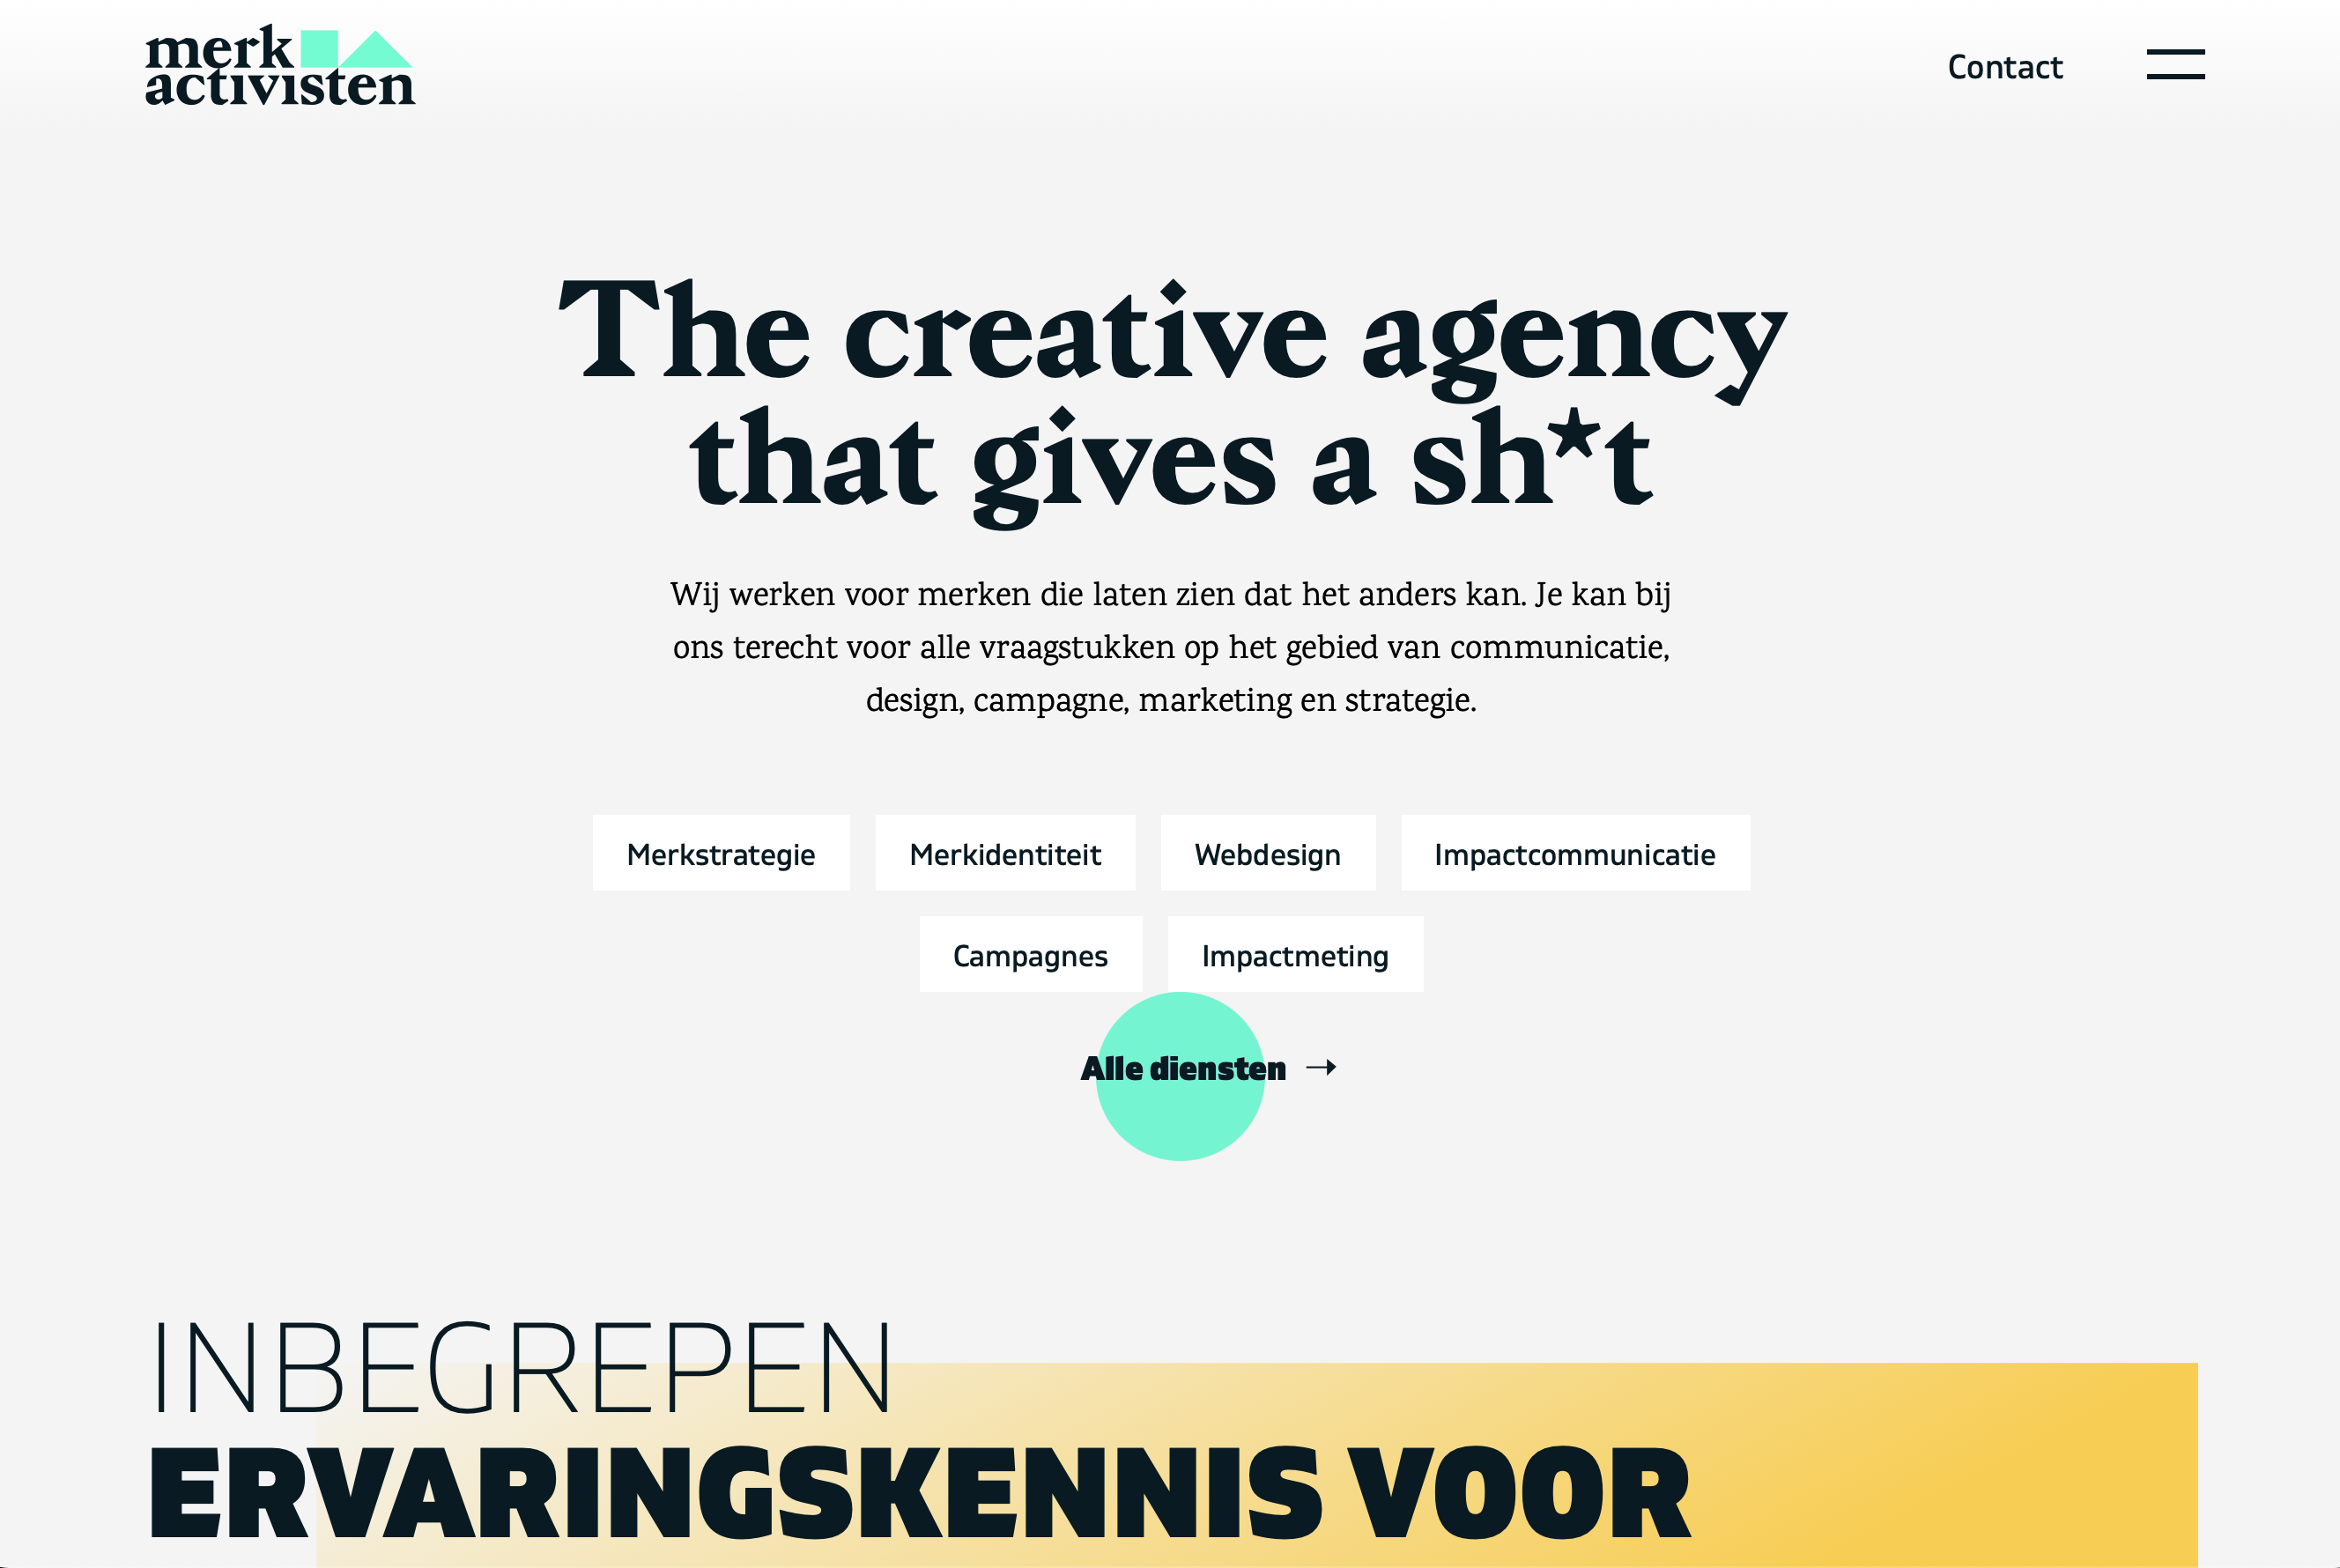 merk
activisten
Contact
The creative agency
that gives a sh*t
Wij werken voor merken die laten zien dat het anders kan. Je kan bij
ons terecht voor alle vraagstukken op het gebied van communicatie,
design, campagne, marketing en strategie.
Merkstrategie
Merkidentiteit
Webdesign
Impactcommunicatie
Campagnes
Impactmeting
Alle diensten →
INBEGREPEN
ERVARINGSKENNIS VOOR